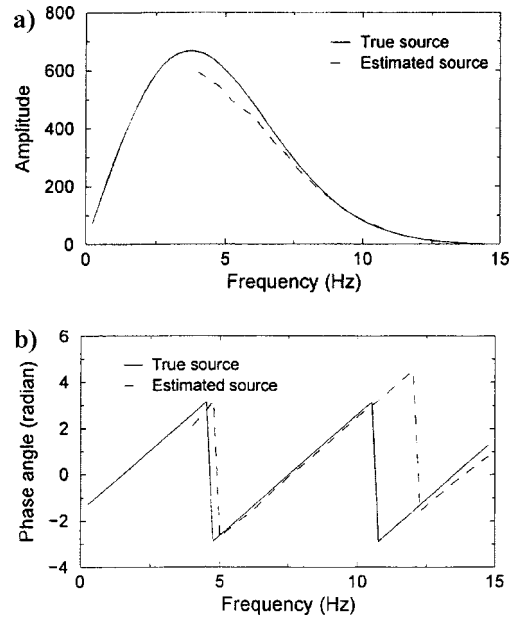 a)
800
600
400
200
0
Amplitude
True source
Estimated source
0 5 10 15
Frequency (Hz)
b)
6
4
2
0
-2
-4
Phase angle (radian)
True source
Estimated source
0 5 10 15
Frequency (Hz)